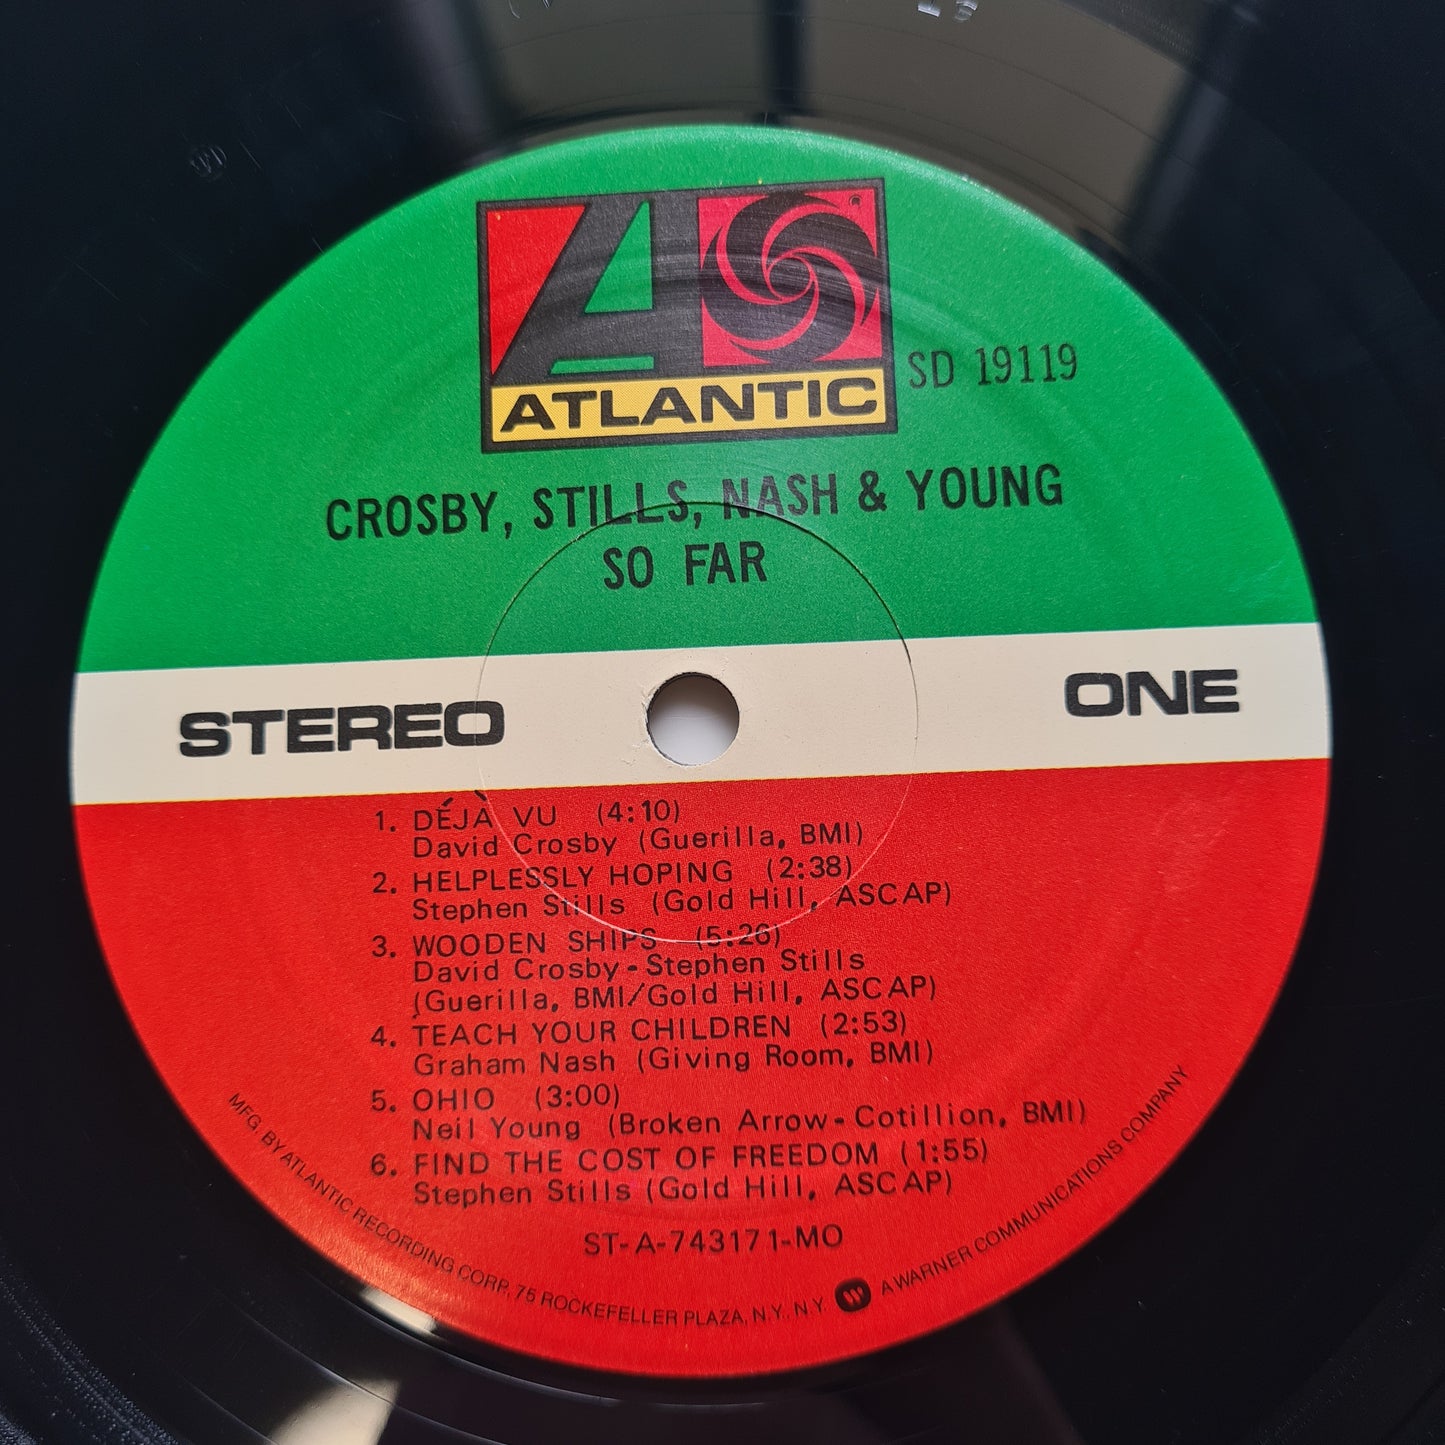 ATLANTIC
SD 19119
CROSBY, STILLS, NASH & YOUNG
SO FAR
STEREO
ONE
1. DÉJÀ VU (4:10)
David Crosby (Guerilla, BMI)
2. HELPLESSLY HOPING (2:38)
Stephen Stills (Gold Hill, ASCAP)
3. WOODEN SHIPS (5:26)
David Crosby-Stephen Stills
(Guerilla, BMI/Gold Hill, ASCAP)
4. TEACH YOUR CHILDREN (2:53)
Graham Nash (Giving Room, BMI)
5. OHIO (3:00)
Neil Young (Broken Arrow-Cotillion, BMI)
6. FIND THE COST OF FREEDOM (1:55)
Stephen Stills (Gold Hill, ASCAP)
ST-A-743171-MO
MFG. BY ATLANTIC RECORDING CORP., 75 ROCKEFELLER PLAZA, N.Y., N.Y. A WARNER COMMUNICATIONS COMPANY